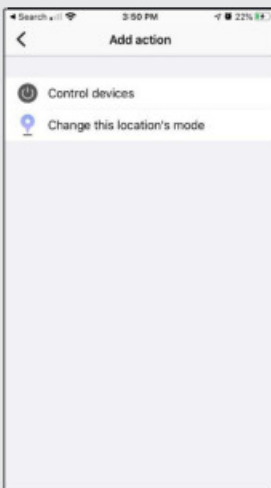 Search
3:50 PM
22%
Add action
Control devices
Change this location's mode